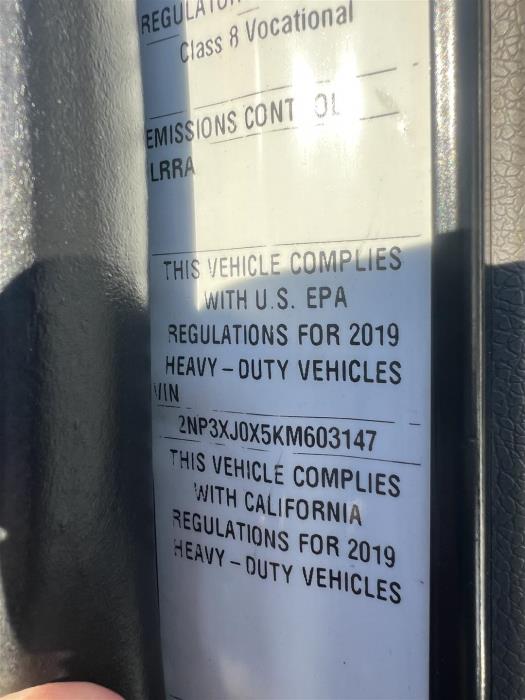 Class 8 Vocational
EMISSIONS CONT OL
LRRA
THIS VEHICLE COMPLIES
WITH U.S. EPA
REGULATIONS FOR 2019
HEAVY-DUTY VEHICLES
VIN
2NP3XJ0X5KM603147
THIS VEHICLE COMPLIES
WITH CALIFORNIA
REGULATIONS FOR 2019
HEAVY-DUTY VEHICLES